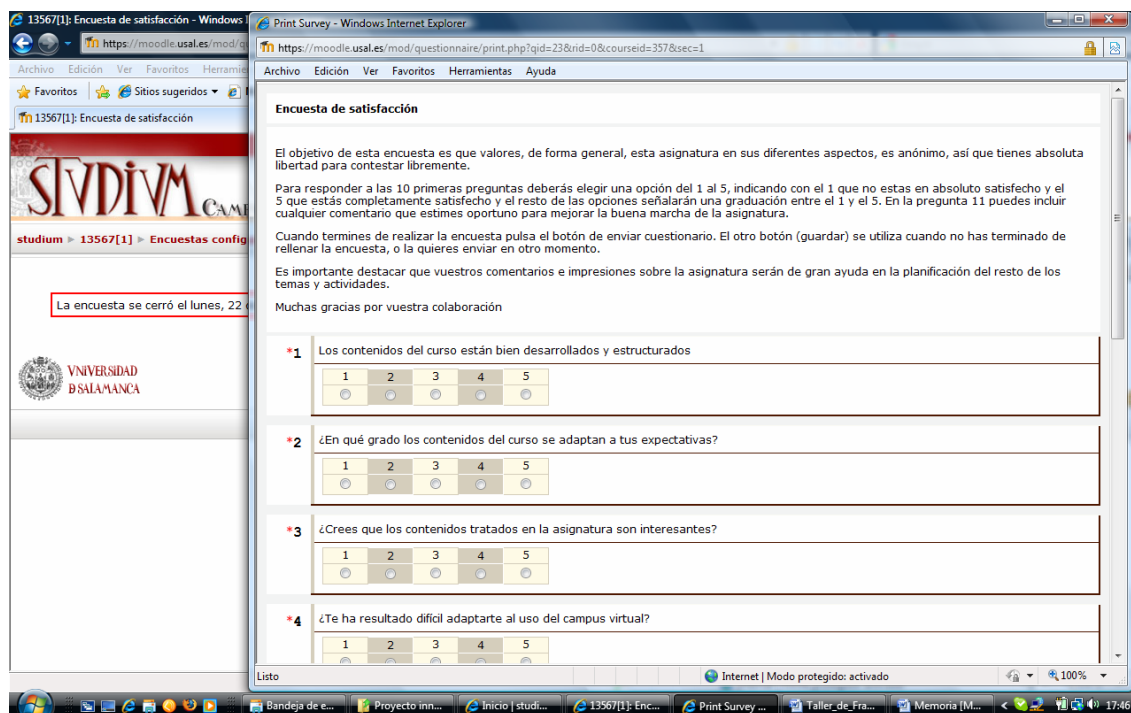 13567[1]: Encuesta de satisfacción - Windows I
https://moodle.usal.es/mod/qu
Archivo Edición Ver Favoritos Herramie
Favoritos Sitios sugeridos
13567[1]: Encuesta de satisfacción
STVDIVM
CAMP
studium ► 13567[1] ► Encuestas config
La encuesta se cerró el lunes, 22
VNiVERSiDAD
D SALAMANCA
Print Survey - Windows Internet Explorer
https://moodle.usal.es/mod/questionnaire/print.php?qid=23&rid=0&courseid=357&sec=1
Archivo Edición Ver Favoritos Herramientas Ayuda
Encuesta de satisfacción
El objetivo de esta encuesta es que valores, de forma general, esta asignatura en sus diferentes aspectos, es anónimo, así que tienes absoluta
libertad para contestar libremente.
Para responder a las 10 primeras preguntas deberás elegir una opción del 1 al 5, indicando con el 1 que no estas en absoluto satisfecho y el
5 que estás completamente satisfecho y el resto de las opciones señalarán una graduación entre el 1 y el 5. En la pregunta 11 puedes incluir
cualquier comentario que estimes oportuno para mejorar la buena marcha de la asignatura.
Cuando termines de realizar la encuesta pulsa el botón de enviar cuestionario. El otro botón (guardar) se utiliza cuando no has terminado de
rellenar la encuesta, o la quieres enviar en otro momento.
Es importante destacar que vuestros comentarios e impresiones sobre la asignatura serán de gran ayuda en la planificación del resto de los
temas y actividades.
Muchas gracias por vuestra colaboración
*1 Los contenidos del curso están bien desarrollados y estructurados
1 2 3 4 5
*2 ¿En qué grado los contenidos del curso se adaptan a tus expectativas?
1 2 3 4 5
*3 ¿Crees que los contenidos tratados en la asignatura son interesantes?
1 2 3 4 5
*4 ¿Te ha resultado difícil adaptarte al uso del campus virtual?
1 2 3 4 5
Listo Internet | Modo protegido: activado 100%
Bandeja de e... Proyecto inn... Inicio | studi... 13567[1]: Enc... Print Survey ... Taller_de_Fra... Memoria [M... 17:46